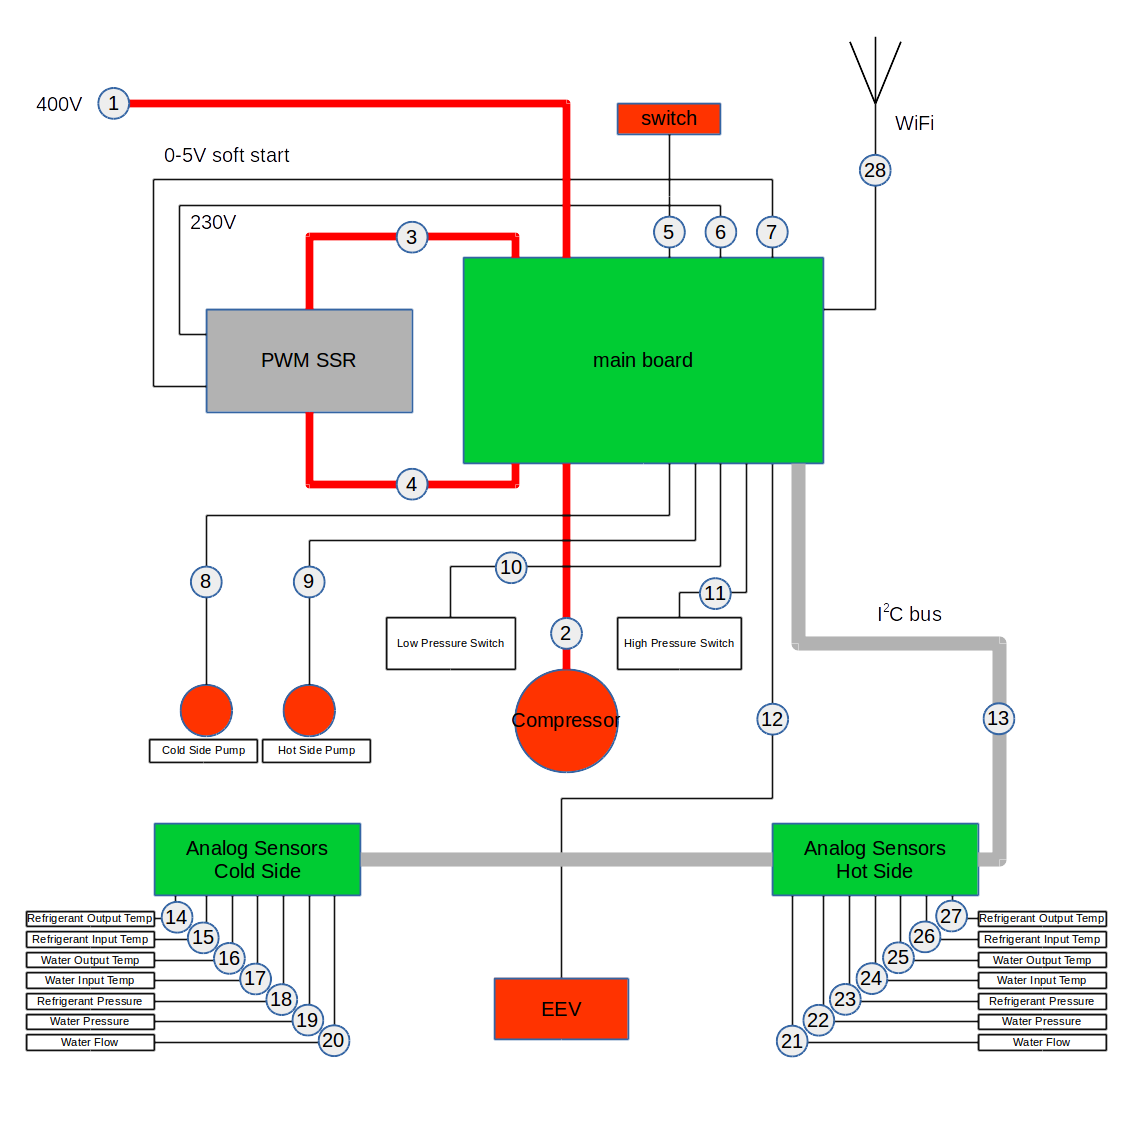 400V
1
switch
WiFi
0-5V soft start
28
230V
3
5
6
7
PWM SSR
main board
4
10
8
9
11
I²C bus
2
Low Pressure Switch
High Pressure Switch
Compressor
12
13
Cold Side Pump
Hot Side Pump
Analog Sensors
Cold Side
Analog Sensors
Hot Side
Refrigerant Output Temp
14
Refrigerant Input Temp
15
Water Output Temp
16
Water Input Temp
17
Refrigerant Pressure
18
Water Pressure
19
Water Flow
20
EEV
27
Refrigerant Output Temp
26
Refrigerant Input Temp
25
Water Output Temp
24
Water Input Temp
23
Refrigerant Pressure
22
Water Pressure
21
Water Flow